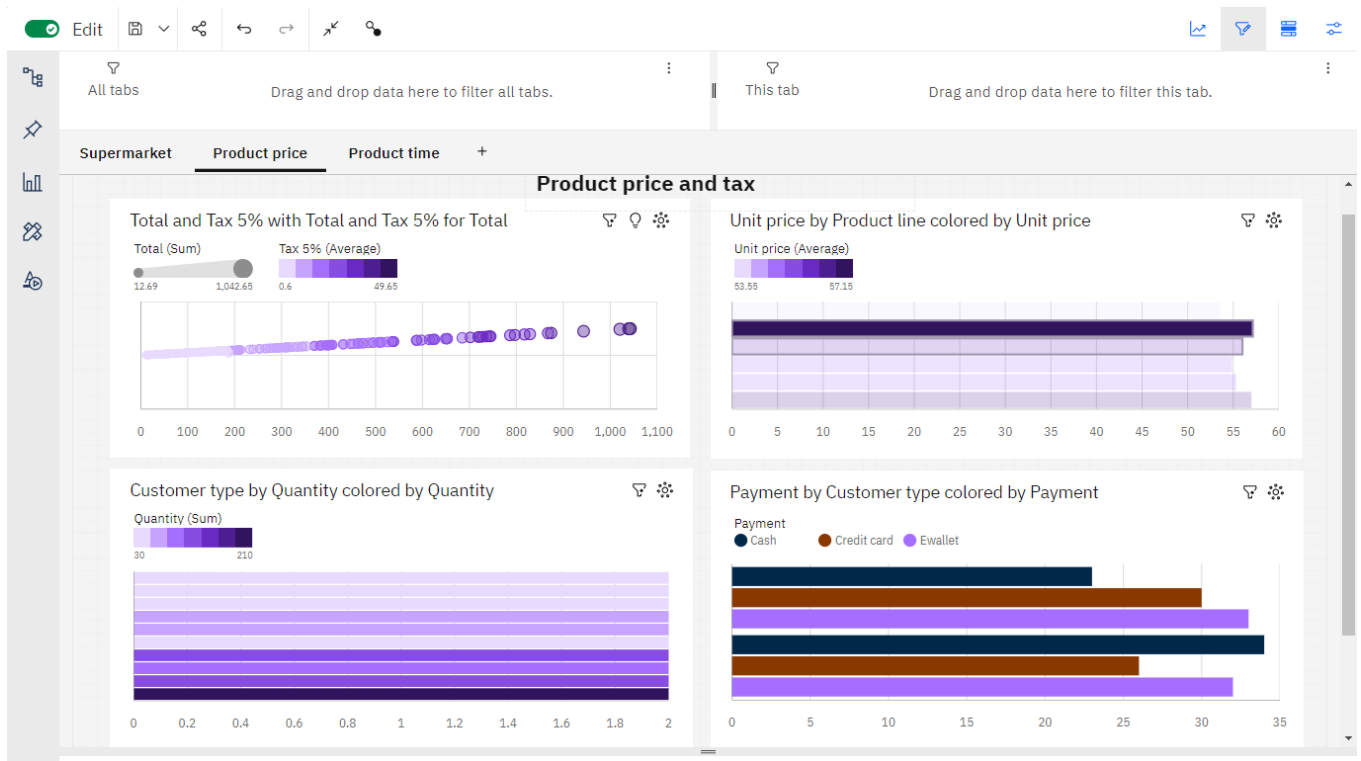 Edit
All tabs
Drag and drop data here to filter all tabs.
This tab
Drag and drop data here to filter this tab.
Supermarket Product price Product time +
Product price and tax
Total and Tax 5% with Total and Tax 5% for Total
Total (Sum) Tax 5% (Average)
12.69 1,042.65 0.6 49.65
0 100 200 300 400 500 600 700 800 900 1,000 1,100
Unit price by Product line colored by Unit price
Unit price (Average)
53.55 57.15
0 5 10 15 20 25 30 35 40 45 50 55 60
Customer type by Quantity colored by Quantity
Quantity (Sum)
30 210
0 0.2 0.4 0.6 0.8 1 1.2 1.4 1.6 1.8 2
Payment by Customer type colored by Payment
Payment
Cash Credit card Ewallet
0 5 10 15 20 25 30 35